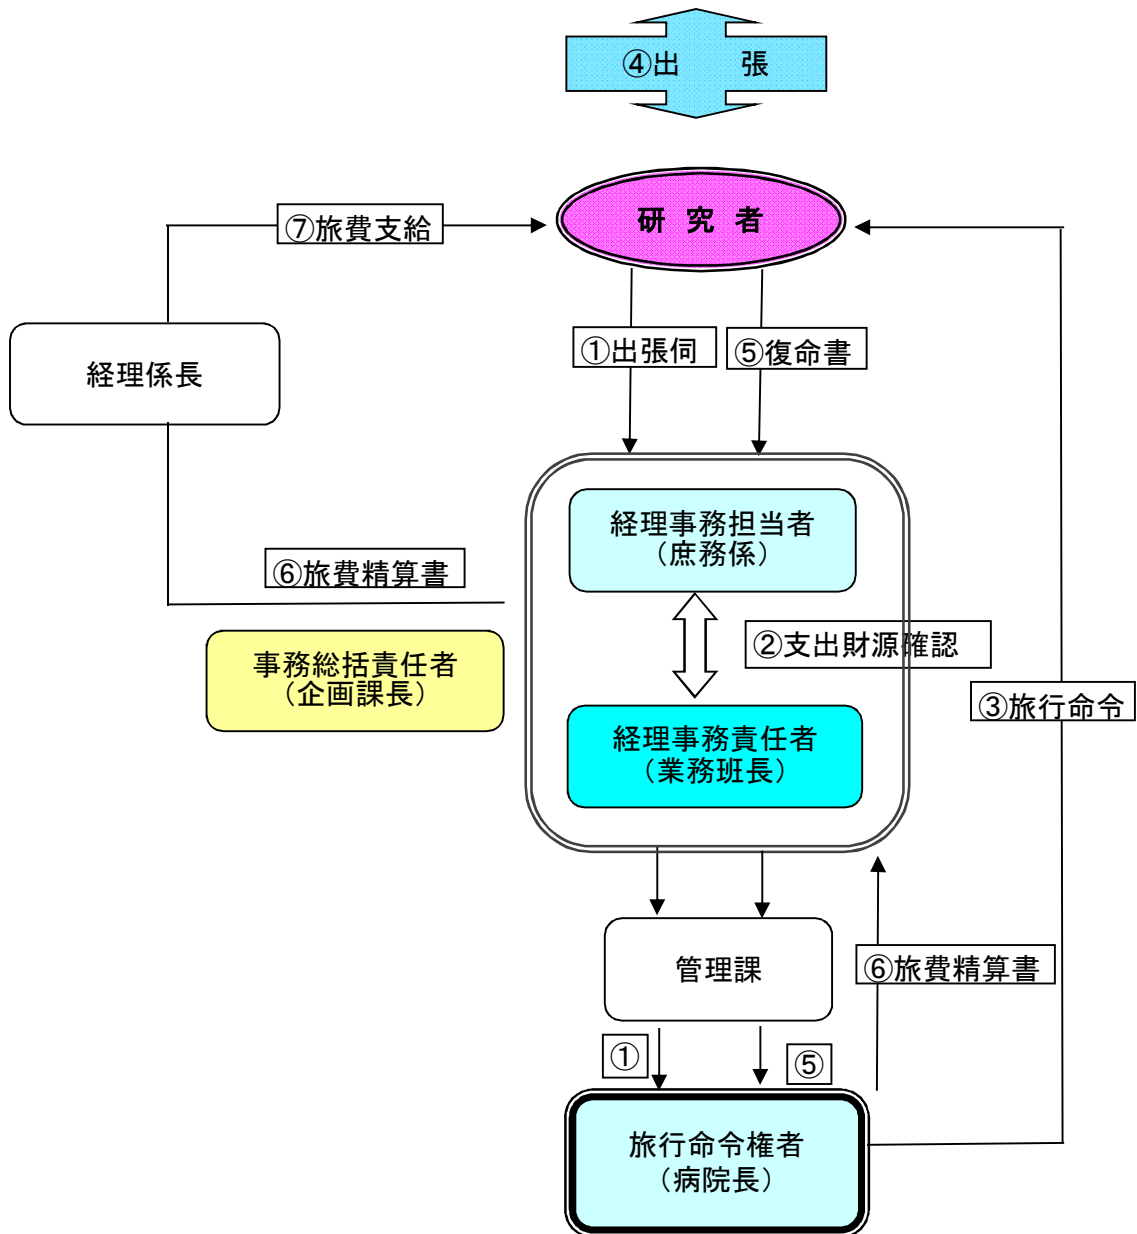 ④出　　張
研 究 者
⑦旅費支給
①出張伺
⑤復命書
経理係長
経理事務担当者
（庶務係）
⑥旅費精算書
②支出財源確認
事務総括責任者
（企画課長）
③旅行命令
経理事務責任者
（業務班長）
管理課
⑥旅費精算書
①
⑤
旅行命令権者
（病院長）